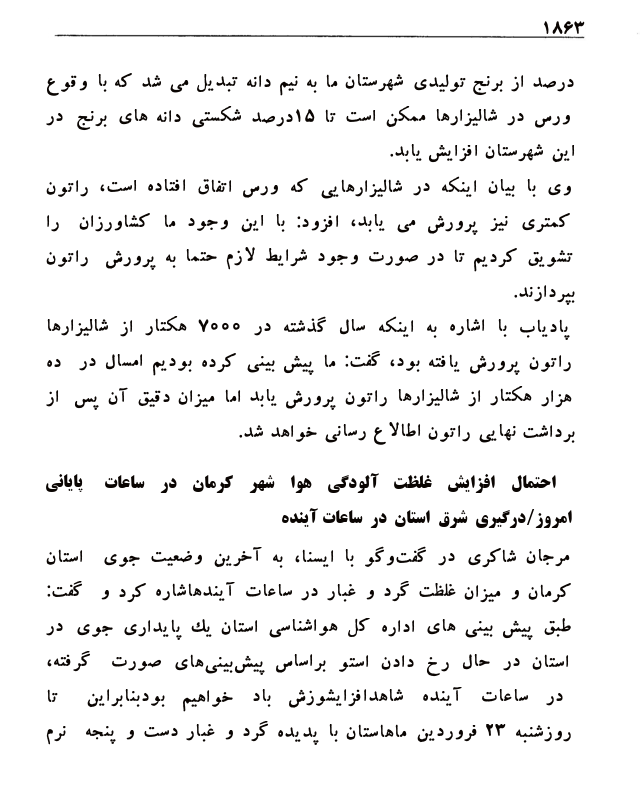 ۱۸۶۳
درصد از برنج تولیدی شهرستان ما به نیم دانه تبدیل می شد که با وقوع
ورس در شالیزارها ممکن است تا ۱۵درصد شکستی دانه های برنج در
این شهرستان افزایش یابد.
وی با بیان اینکه در شالیزارهایی که ورس اتفاق افتاده است، راتون
کمتری نیز پرورش می یابد، افزود: با این وجود ما کشاورزان را
تشویق کردیم تا در صورت وجود شرایط لازم حتما به پرورش راتون
بپردازند.
پادیاب با اشاره به اینکه سال گذشته در ۷۰۰۰ هکتار از شالیزارها
راتون پرورش یافته بود، گفت: ما پیش بینی کرده بودیم امسال در ده
هزار هکتار از شالیزارها راتون پرورش یابد اما میزان دقیق آن پس از
برداشت نهایی راتون اطالاع رسانی خواهد شد.
احتمال افزایش غلظت آلودگی هوا شهر کرمان در ساعات پایانی
امروز/درگیری شرق استان در ساعات آینده
مرجان شاکری در گفت‌وگو با ایسنا، به آخرین وضعیت جوی استان
کرمان و میزان غلظت گرد و غبار در ساعات آیندهاشاره کرد و گفت:
طبق پیش بینی های اداره کل هواشناسی استان یك پایداری جوی در
استان در حال رخ دادن استو براساس پیش‌بینی‌های صورت گرفته،
در ساعات آینده شاهدافزایشوزش باد خواهیم بودبنابراین تا
روزشنبه ۲۳ فروردین ماهاستان با پدیده گرد و غبار دست و پنجه نرم